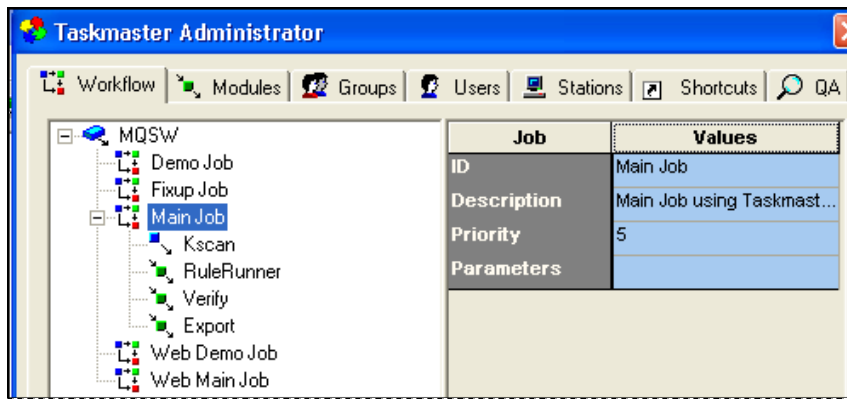 Taskmaster Administrator
Workflow Modules Groups Users Stations Shortcuts QA
MQSW
Demo Job
Fixup Job
Main Job
Kscan
RuleRunner
Verify
Export
Web Demo Job
Web Main Job
Job Values
ID Main Job
Description Main Job using Taskmast...
Priority 5
Parameters